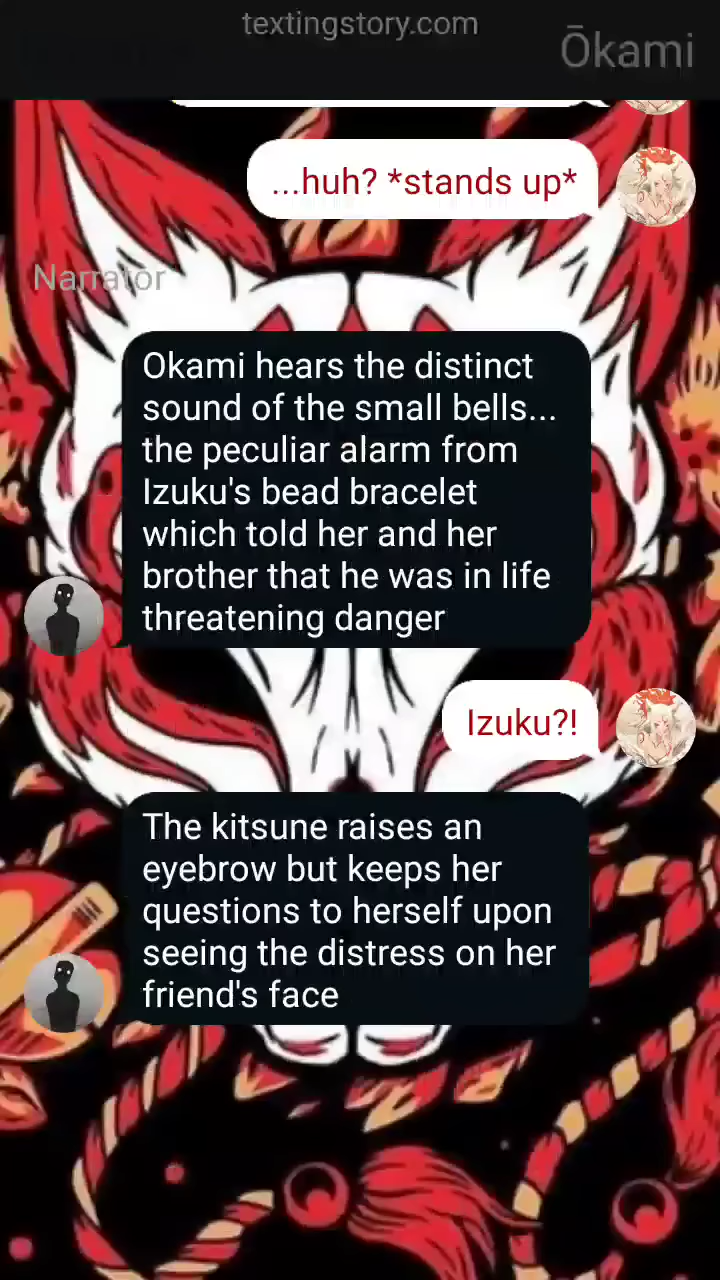 textingstory.com
Ōkami
...huh? *stands up*
Narrator
Okami hears the distinct
sound of the small bells...
the peculiar alarm from
Izuku's bead bracelet
which told her and her
brother that he was in life
threatening danger
Izuku?!
The kitsune raises an
eyebrow but keeps her
questions to herself upon
seeing the distress on her
friend's face